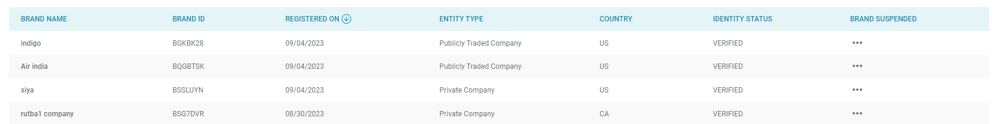 BRAND NAME BRAND ID REGISTERED ON ENTITY TYPE COUNTRY IDENTITY STATUS BRAND SUSPENDED
indigo BGKBK28 09/04/2023 Publicly Traded Company US VERIFIED •••
Air india BQGBTSK 09/04/2023 Publicly Traded Company US VERIFIED •••
siya BSSLUYN 09/04/2023 Private Company US VERIFIED •••
rutba1 company BSG7DVR 08/30/2023 Private Company CA VERIFIED •••